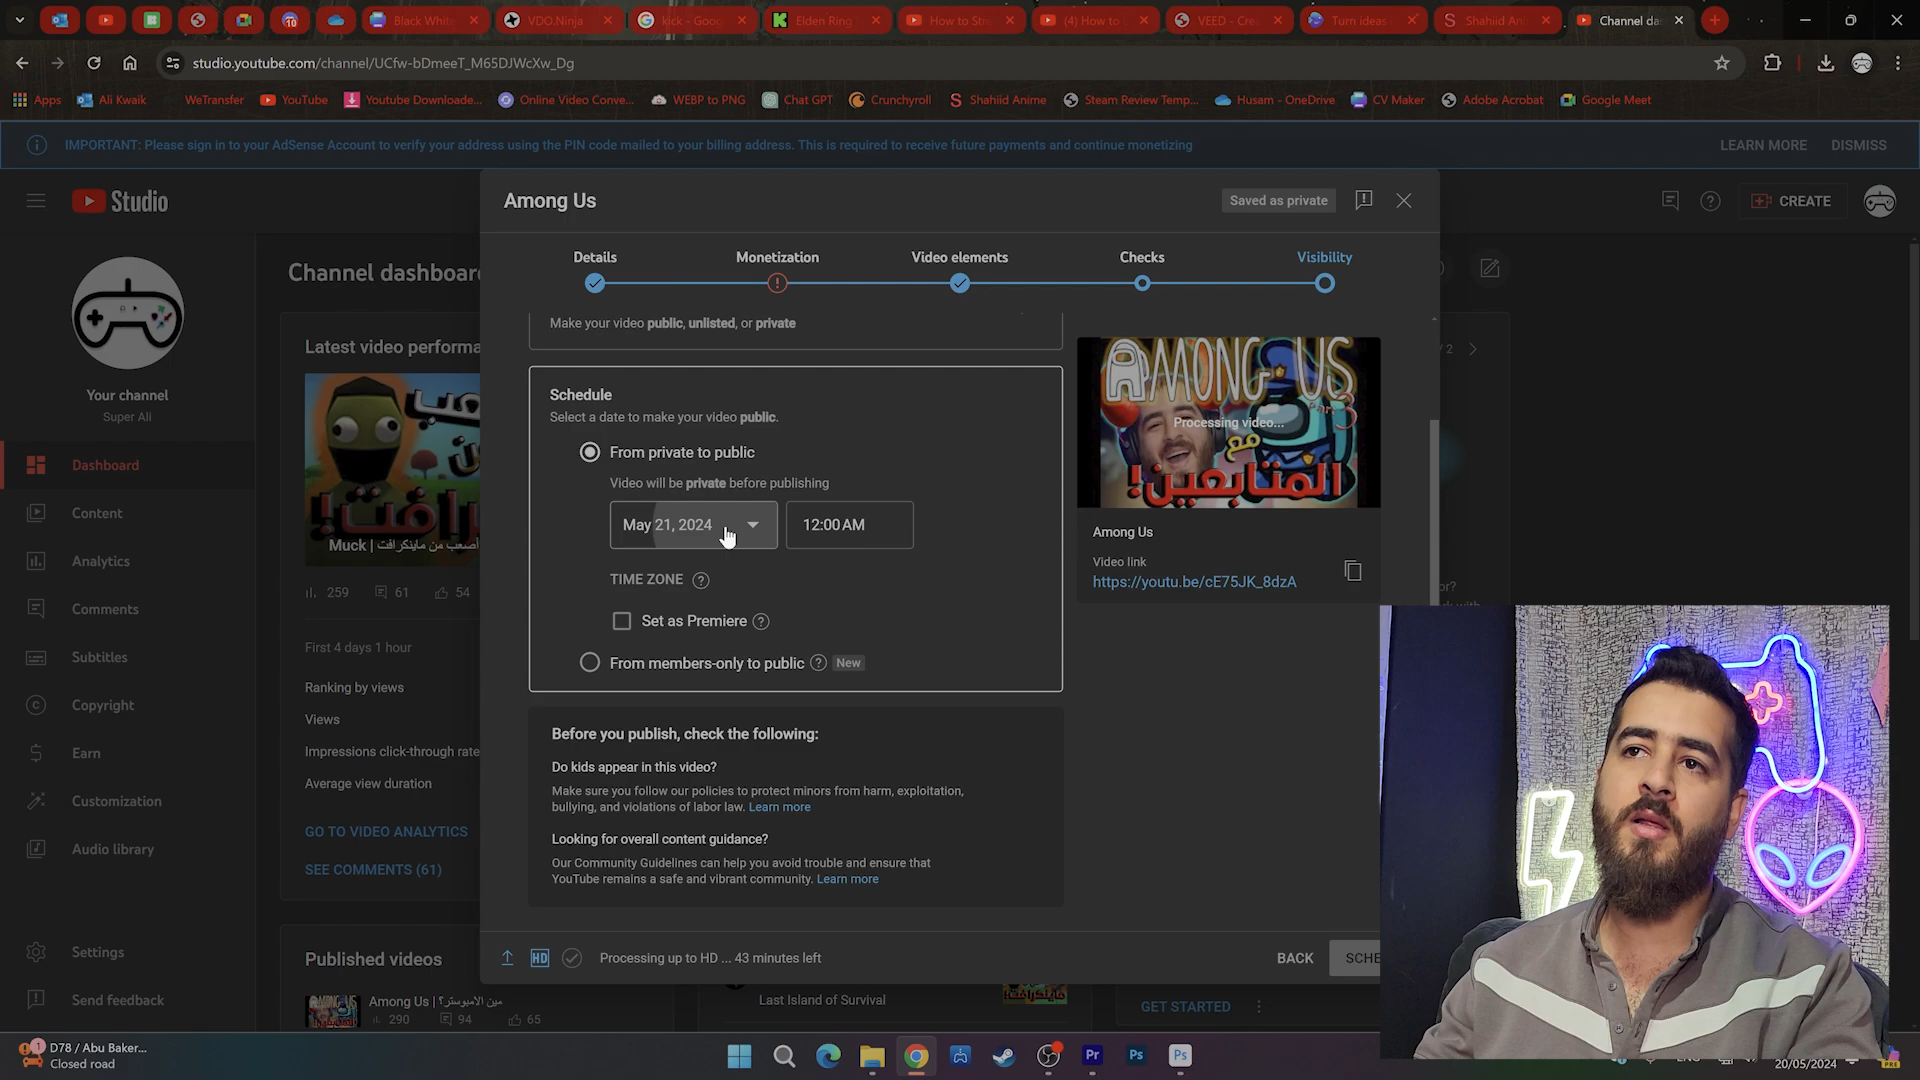 Black White
VDO.Ninja
kick - Goo
Elden Ring
How to Str
(4) How to
VEED - Cre
Turn ideas
Shahiid Ani
Channel da
studio.youtube.com/channel/UCfw-bDmeeT_M65DJWcXw_Dg
Apps
Ali Kwaik
WeTransfer
YouTube
Youtube Downloade...
Online Video Conve...
WEBP to PNG
Chat GPT
Crunchyroll
Shahiid Anime
Steam Review Temp...
Husam - OneDrive
CV Maker
Adobe Acrobat
Google Meet
IMPORTANT: Please sign in to your AdSense Account to verify your address using the PIN code mailed to your billing address. This is required to receive future payments and continue monetizing
LEARN MORE
DISMISS
Studio
CREATE
Your channel
Super Ali
Dashboard
Content
Analytics
Comments
Subtitles
Copyright
Earn
Customization
Audio library
Settings
Send feedback
Channel dashboard
Latest video performa
Muck | أصعب من ماينكرافت
259
61
54
First 4 days 1 hour
Ranking by views
Views
Impressions click-through rate
Average view duration
GO TO VIDEO ANALYTICS
SEE COMMENTS (61)
Published videos
Among Us | مين الامبوستر؟
290
94
65
Among Us
Saved as private
Details
Monetization
Video elements
Checks
Visibility
Make your video public, unlisted, or private
Schedule
Select a date to make your video public.
From private to public
Video will be private before publishing
May 21, 2024
12:00 AM
TIME ZONE
Set as Premiere
From members-only to public
New
Before you publish, check the following:
Do kids appear in this video?
Make sure you follow our policies to protect minors from harm, exploitation,
bullying, and violations of labor law. Learn more
Looking for overall content guidance?
Our Community Guidelines can help you avoid trouble and ensure that
YouTube remains a safe and vibrant community. Learn more
AMONG US
Processing video...
مع
المتابعين!
Among Us
Video link
https://youtu.be/cE75JK_8dzA
/ 2
Processing up to HD ... 43 minutes left
BACK
SCHE
Last Island of Survival
GET STARTED
D78 / Abu Baker...
Closed road
20/05/2024